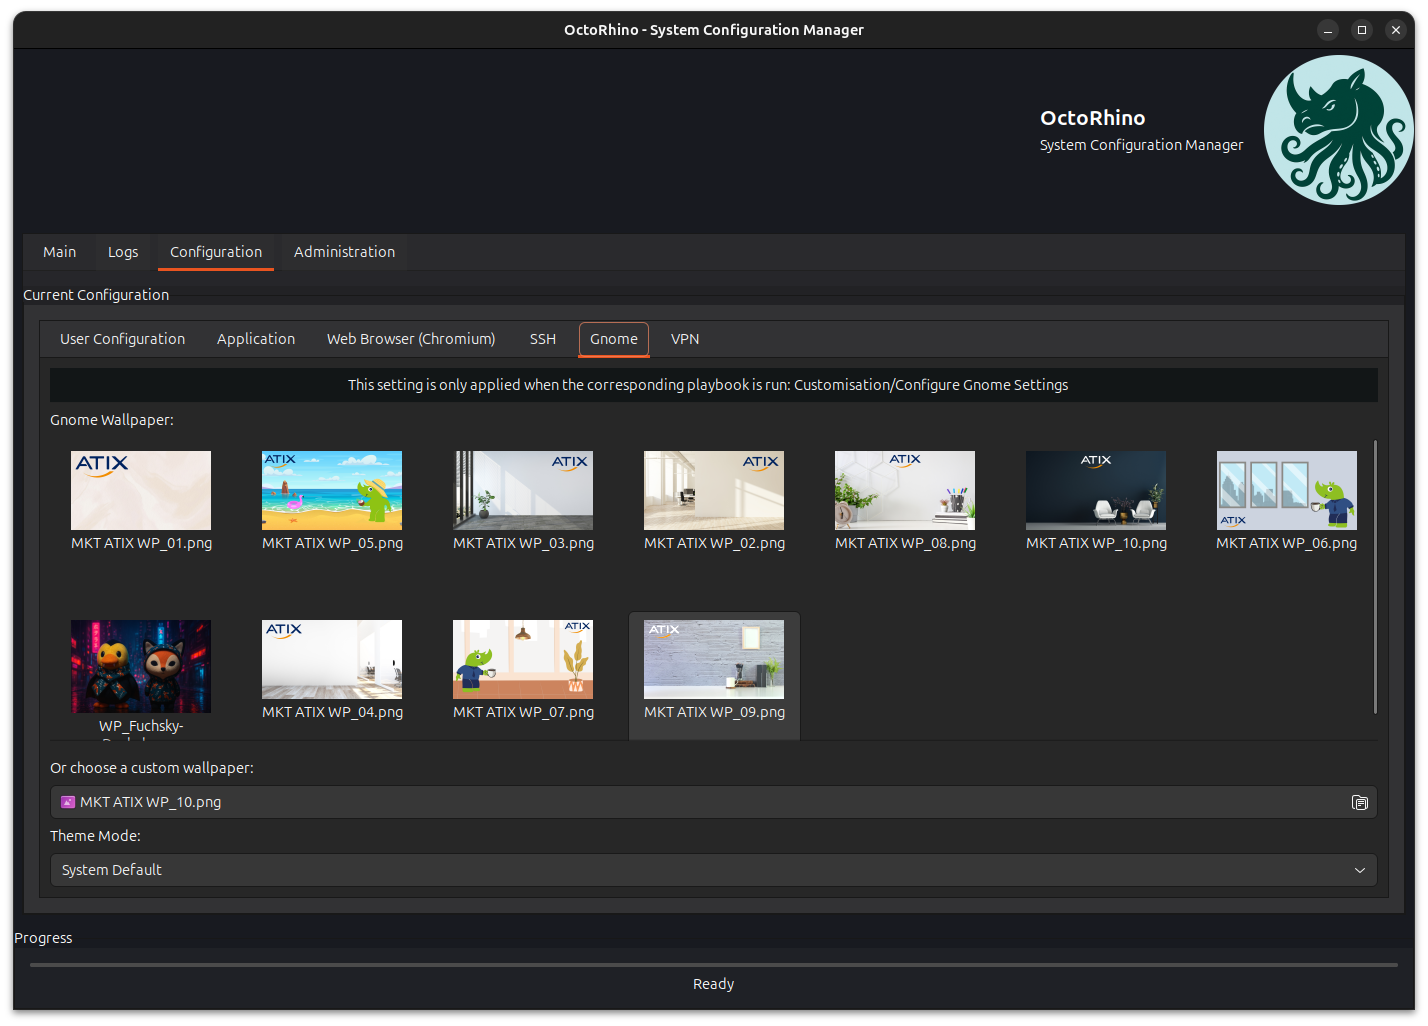 OctoRhino - System Configuration Manager
OctoRhino
System Configuration Manager
Main Logs Configuration Administration
Current Configuration
User Configuration Application Web Browser (Chromium) SSH Gnome VPN
This setting is only applied when the corresponding playbook is run: Customisation/Configure Gnome Settings
Gnome Wallpaper:
ATIX ATIX ATIX ATIX ATIX ATIX ATIX
MKT ATIX WP_01.png MKT ATIX WP_05.png MKT ATIX WP_03.png MKT ATIX WP_02.png MKT ATIX WP_08.png MKT ATIX WP_10.png MKT ATIX WP_06.png
ATIX ATIX ATIX
MKT ATIX WP_04.png MKT ATIX WP_07.png MKT ATIX WP_09.png
WP_Fuchsky-
Or choose a custom wallpaper:
MKT ATIX WP_10.png
Theme Mode:
System Default
Progress
Ready